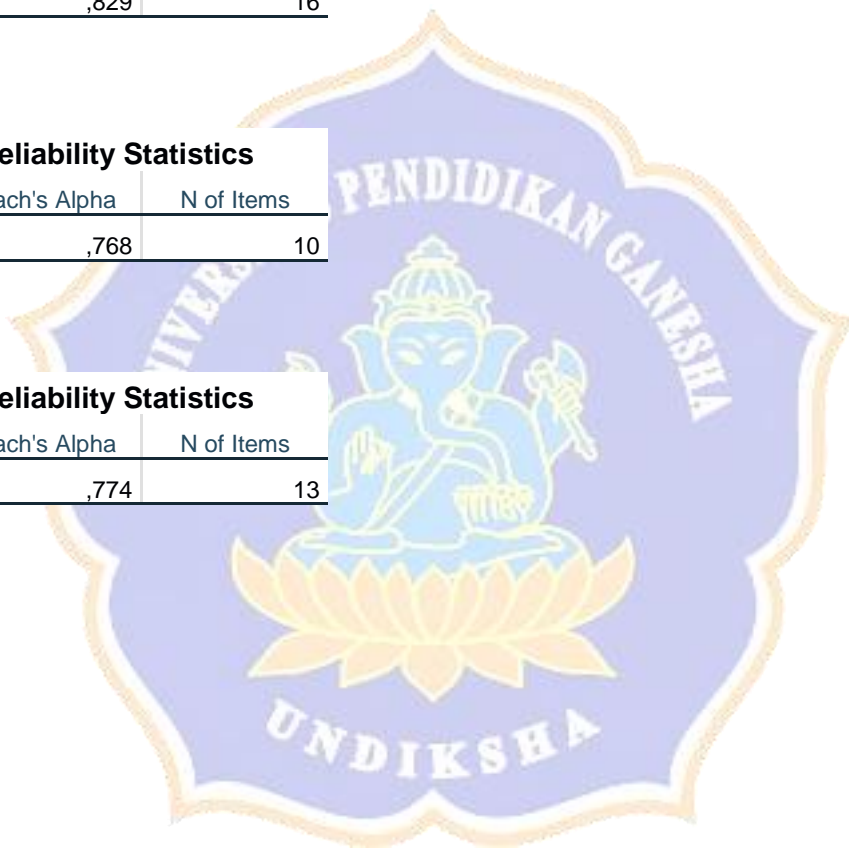 ,829 16
eliability Statistics
ach's Alpha N of Items
,768 10
eliability Statistics
ach's Alpha N of Items
,774 13
PENDIDIKAN GANESHA
UNDIKSHA